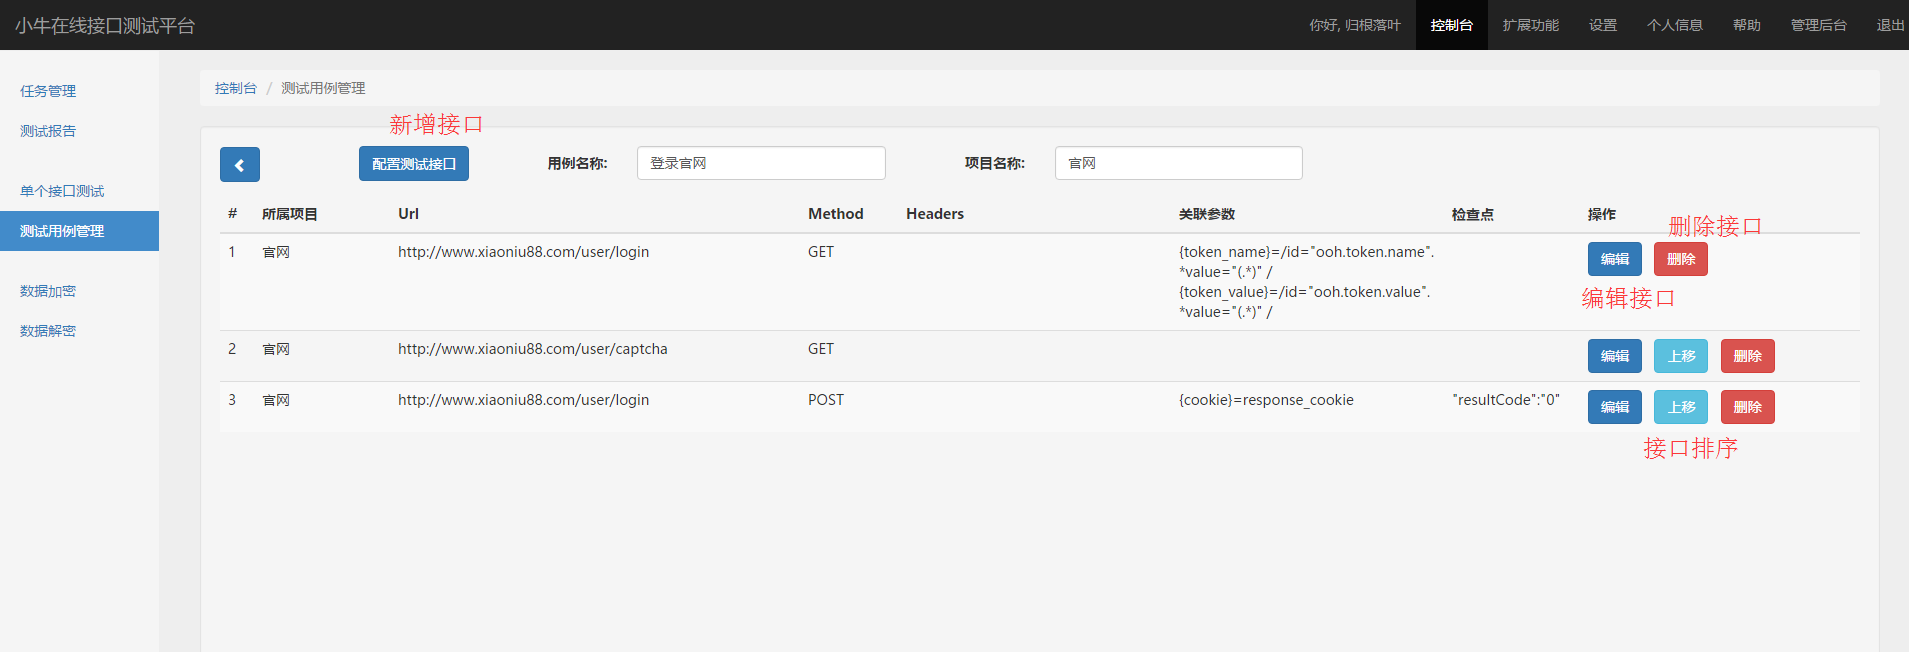 小牛在线接口测试平台
你好, 归根落叶 控制台 扩展功能 设置 个人信息 帮助 管理后台 退出
任务管理
测试报告
单个接口测试
测试用例管理
数据加密
数据解密
控制台 / 测试用例管理
新增接口
配置测试接口 用例名称: 登录官网 项目名称: 官网
# 所属项目 Url Method Headers 关联参数 检查点 操作
删除接口
1 官网 http://www.xiaoniu88.com/user/login GET {token_name}=/id="ooh.token.name".
*value="(.*)" /
{token_value}=/id="ooh.token.value".
*value="(.*)" /
编辑 删除
编辑接口
2 官网 http://www.xiaoniu88.com/user/captcha GET 编辑 上移 删除
3 官网 http://www.xiaoniu88.com/user/login POST {cookie}=response_cookie "resultCode":"0" 编辑 上移 删除
接口排序